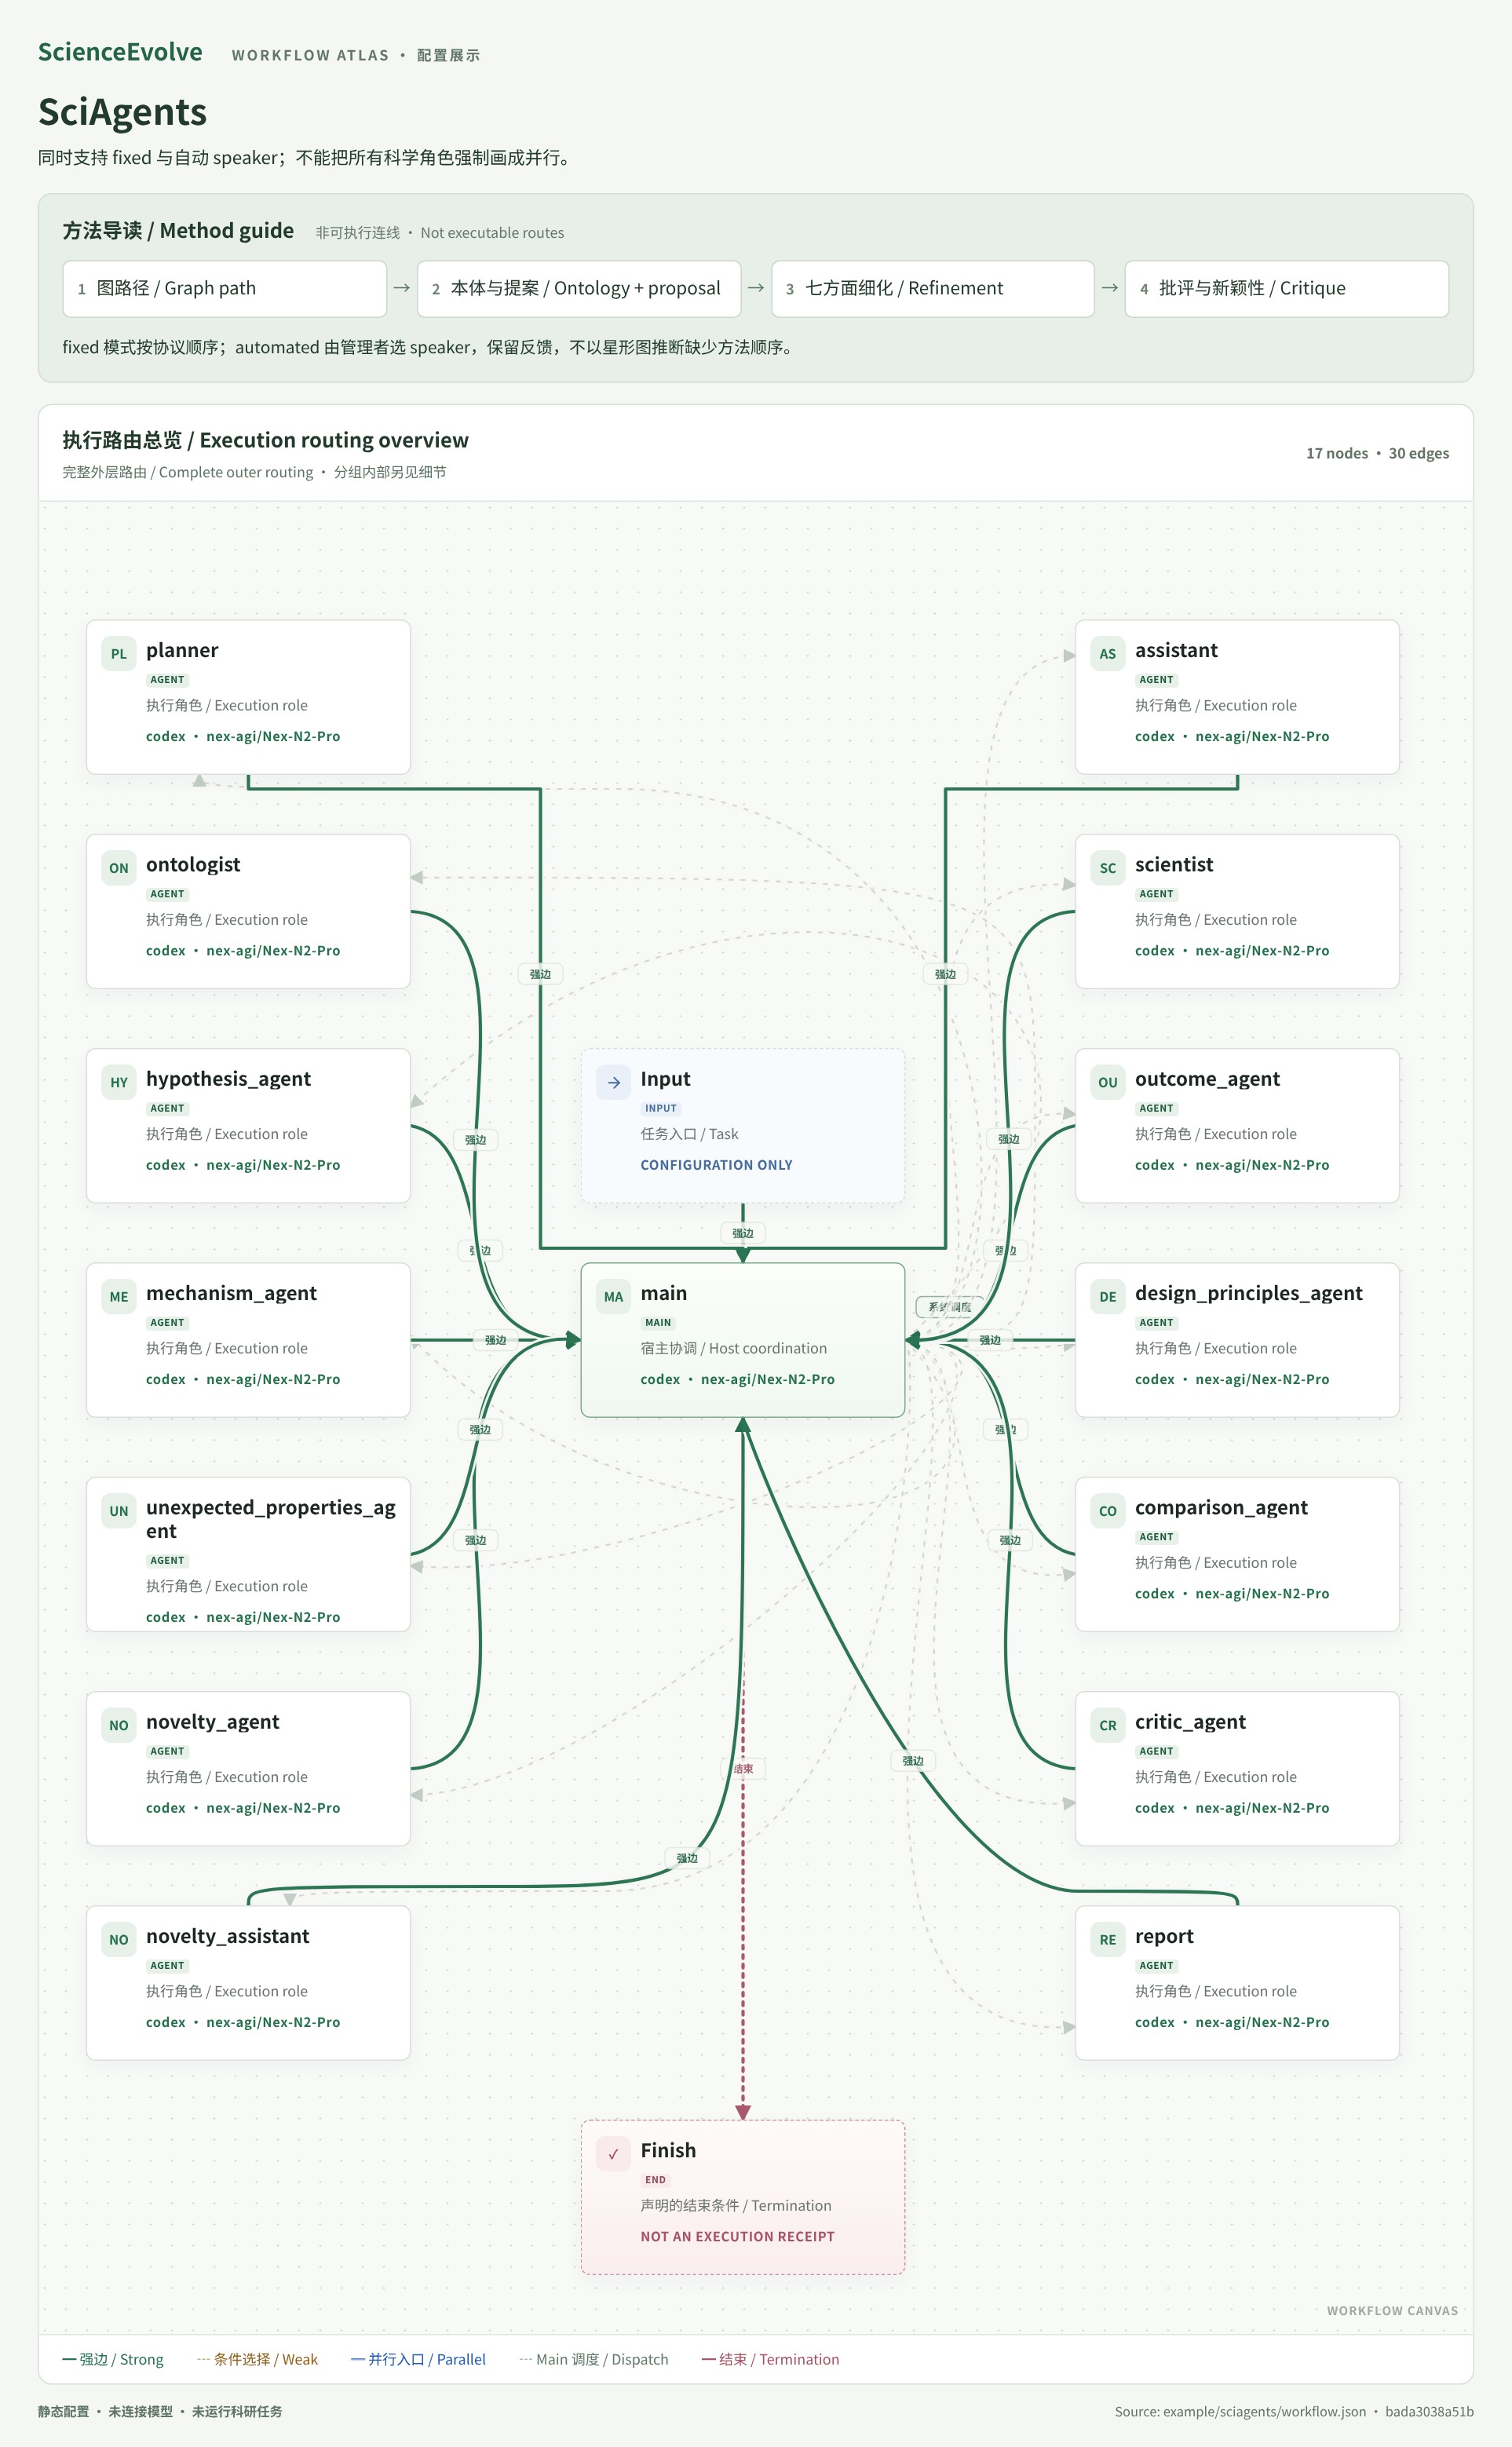 ScienceEvolve WORKFLOW ATLAS · 配置展示
SciAgents
同时支持 fixed 与自动 speaker；不能把所有科学角色强制画成并行。
方法导读 / Method guide 非可执行连线 · Not executable routes
1 图路径 / Graph path → 2 本体与提案 / Ontology + proposal → 3 七方面细化 / Refinement → 4 批评与新颖性 / Critique
fixed 模式按协议顺序；automated 由管理者选 speaker，保留反馈，不以星形图推断缺少方法顺序。
执行路由总览 / Execution routing overview
完整外层路由 / Complete outer routing · 分组内部另见细节
17 nodes · 30 edges
PL planner
AGENT
执行角色 / Execution role
codex · nex-agi/Nex-N2-Pro
AS assistant
AGENT
执行角色 / Execution role
codex · nex-agi/Nex-N2-Pro
ON ontologist
AGENT
执行角色 / Execution role
codex · nex-agi/Nex-N2-Pro
SC scientist
AGENT
执行角色 / Execution role
codex · nex-agi/Nex-N2-Pro
强边
强边
HY hypothesis_agent
AGENT
执行角色 / Execution role
codex · nex-agi/Nex-N2-Pro
强边
Input
INPUT
任务入口 / Task
CONFIGURATION ONLY
强边
OU outcome_agent
AGENT
执行角色 / Execution role
codex · nex-agi/Nex-N2-Pro
强边
强边
强边
ME mechanism_agent
AGENT
执行角色 / Execution role
codex · nex-agi/Nex-N2-Pro
强边
MA main
MAIN
宿主协调 / Host coordination
codex · nex-agi/Nex-N2-Pro
系统调度
强边
DE design_principles_agent
AGENT
执行角色 / Execution role
codex · nex-agi/Nex-N2-Pro
强边
强边
UN unexpected_properties_ag
ent
AGENT
执行角色 / Execution role
codex · nex-agi/Nex-N2-Pro
强边
强边
CO comparison_agent
AGENT
执行角色 / Execution role
codex · nex-agi/Nex-N2-Pro
NO novelty_agent
AGENT
执行角色 / Execution role
codex · nex-agi/Nex-N2-Pro
结束
强边
CR critic_agent
AGENT
执行角色 / Execution role
codex · nex-agi/Nex-N2-Pro
强边
NO novelty_assistant
AGENT
执行角色 / Execution role
codex · nex-agi/Nex-N2-Pro
RE report
AGENT
执行角色 / Execution role
codex · nex-agi/Nex-N2-Pro
✓ Finish
END
声明的结束条件 / Termination
NOT AN EXECUTION RECEIPT
WORKFLOW CANVAS
强边 / Strong 条件选择 / Weak 并行入口 / Parallel Main 调度 / Dispatch 结束 / Termination
静态配置 · 未连接模型 · 未运行科研任务
Source: example/sciagents/workflow.json · bada3038a51b